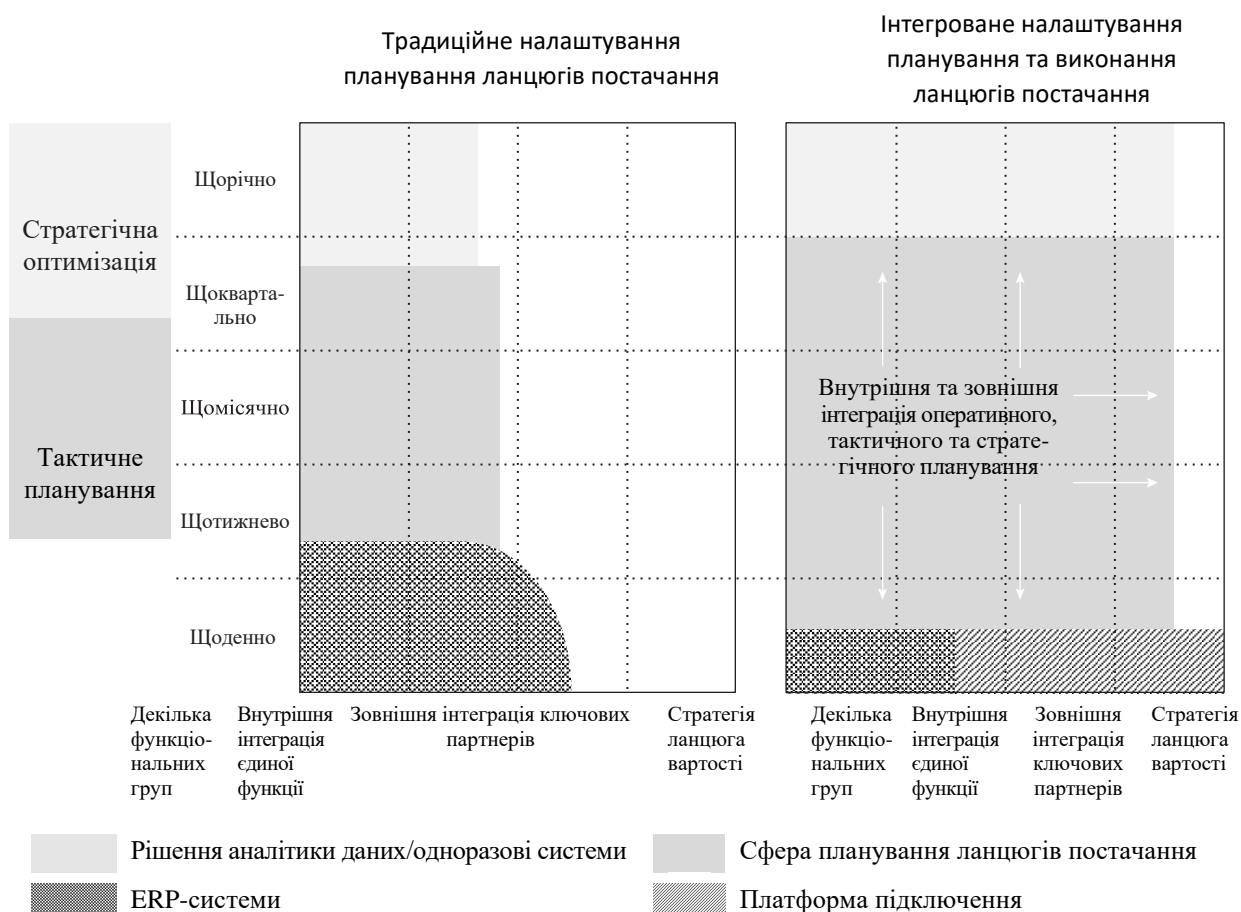 Традиційне налаштування
планування ланцюгів постачання
Інтегроване налаштування
планування та виконання
ланцюгів постачання
Стратегічна
оптимізація
Тактичне
планування
Щорічно
Щокварта-
льно
Щомісячно
Щотижнево
Щоденно
Внутрішня та зовнішня
інтеграція оперативного,
тактичного та страте-
гічного планування
Декілька
функціо-
нальних
груп
Внутрішня
інтеграція
єдиної
функції
Зовнішня інтеграція ключових
партнерів
Стратегія
ланцюга
вартості
Декілька
функціо-
нальних
груп
Внутрішня
інтеграція
єдиної
функції
Зовнішня
інтеграція
ключових
партнерів
Стратегія
ланцюга
вартості
Рішення аналітики даних/одноразові системи
Сфера планування ланцюгів постачання
ERP-системи
Платформа підключення